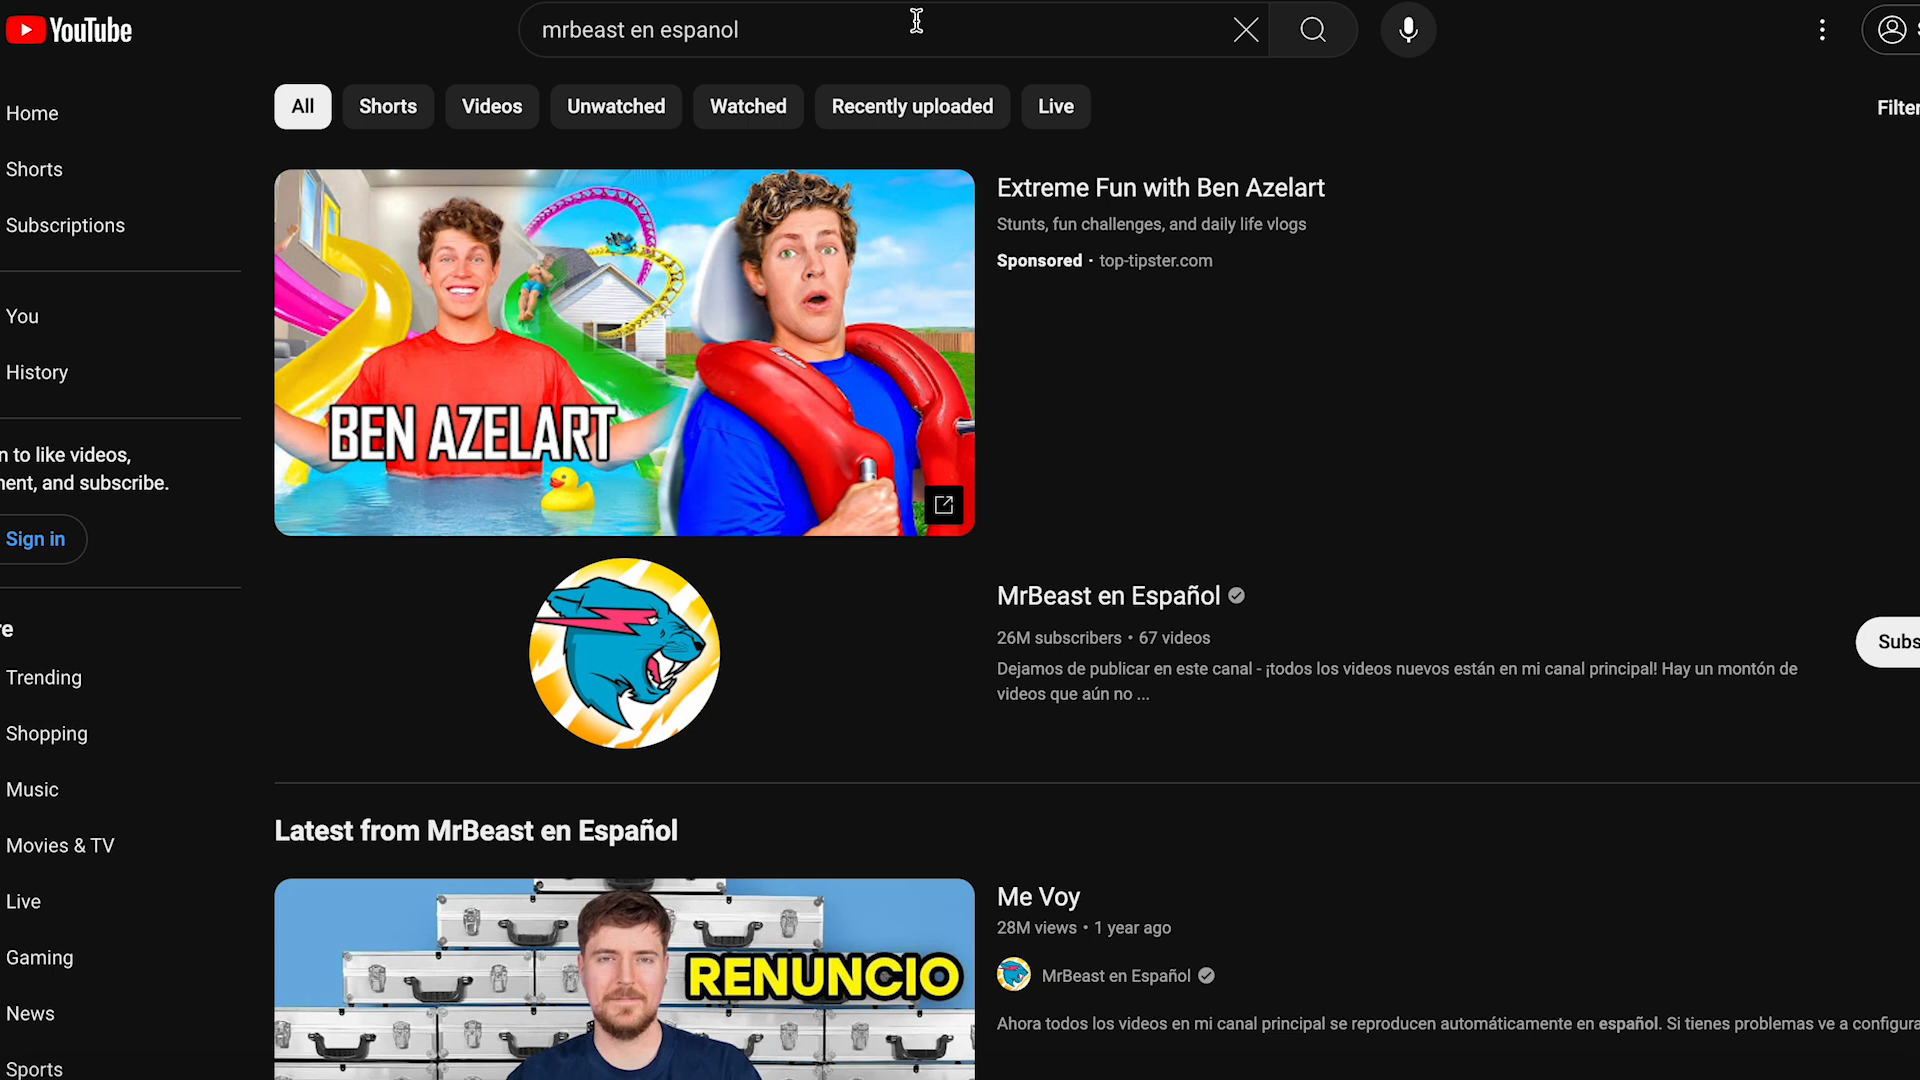 YouTube
mrbeast en espanol
Home
Shorts
Subscriptions
You
History
n to like videos,
nent, and subscribe.
Sign in
re
Trending
Shopping
Music
Movies & TV
Live
Gaming
News
Sports
All
Shorts
Videos
Unwatched
Watched
Recently uploaded
Live
Filter
BEN AZELART
Extreme Fun with Ben Azelart
Stunts, fun challenges, and daily life vlogs
Sponsored • top-tipster.com
MrBeast en Español
26M subscribers • 67 videos
Dejamos de publicar en este canal - ¡todos los videos nuevos están en mi canal principal! Hay un montón de
videos que aún no ...
Subs
Latest from MrBeast en Español
RENUNCIO
Me Voy
28M views • 1 year ago
MrBeast en Español
Ahora todos los videos en mi canal principal se reproducen automáticamente en español. Si tienes problemas ve a configura